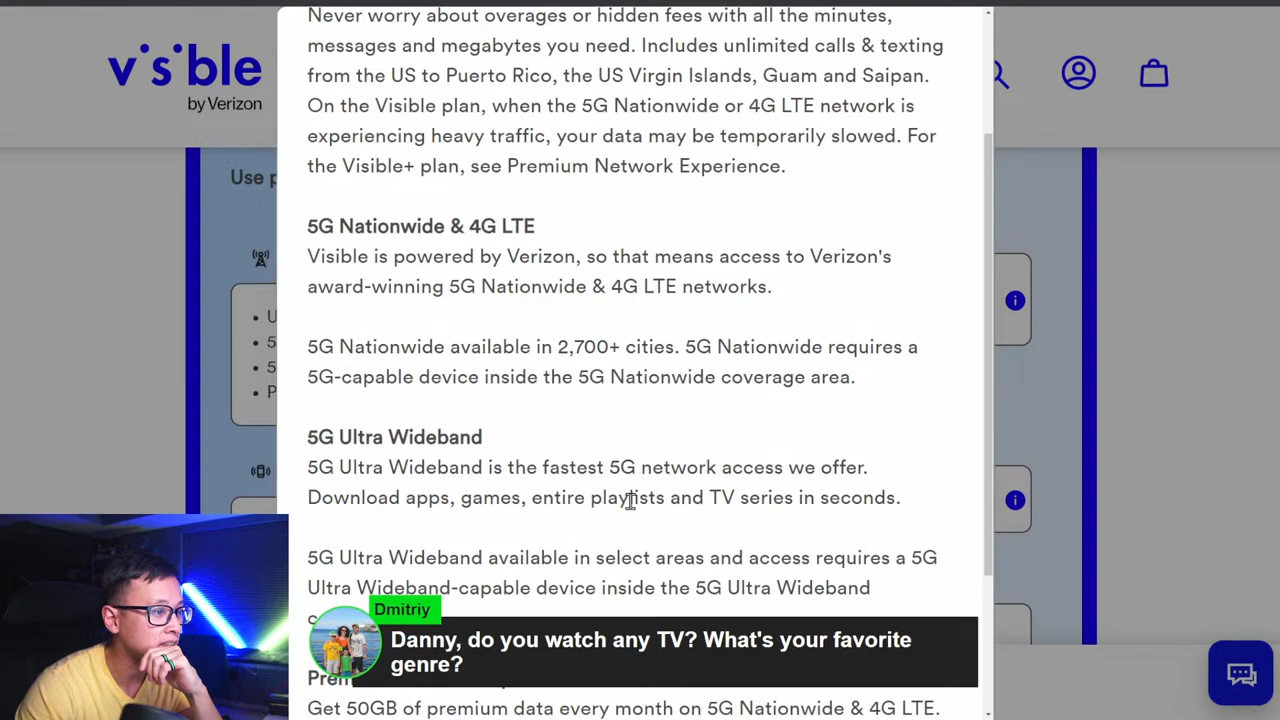 Never worry about overages or hidden fees with all the minutes,
messages and megabytes you need. Includes unlimited calls & texting
from the US to Puerto Rico, the US Virgin Islands, Guam and Saipan.
On the Visible plan, when the 5G Nationwide or 4G LTE network is
experiencing heavy traffic, your data may be temporarily slowed. For
the Visible+ plan, see Premium Network Experience.
visible
by Verizon
Use
5G Nationwide & 4G LTE
Visible is powered by Verizon, so that means access to Verizon's
award-winning 5G Nationwide & 4G LTE networks.
5G Nationwide available in 2,700+ cities. 5G Nationwide requires a
5G-capable device inside the 5G Nationwide coverage area.
5G Ultra Wideband
5G Ultra Wideband is the fastest 5G network access we offer.
Download apps, games, entire playlists and TV series in seconds.
5G Ultra Wideband available in select areas and access requires a 5G
Ultra Wideband-capable device inside the 5G Ultra Wideband
Dmitriy
Danny, do you watch any TV? What's your favorite
genre?
Get 50GB of premium data every month on 5G Nationwide & 4G LTE.